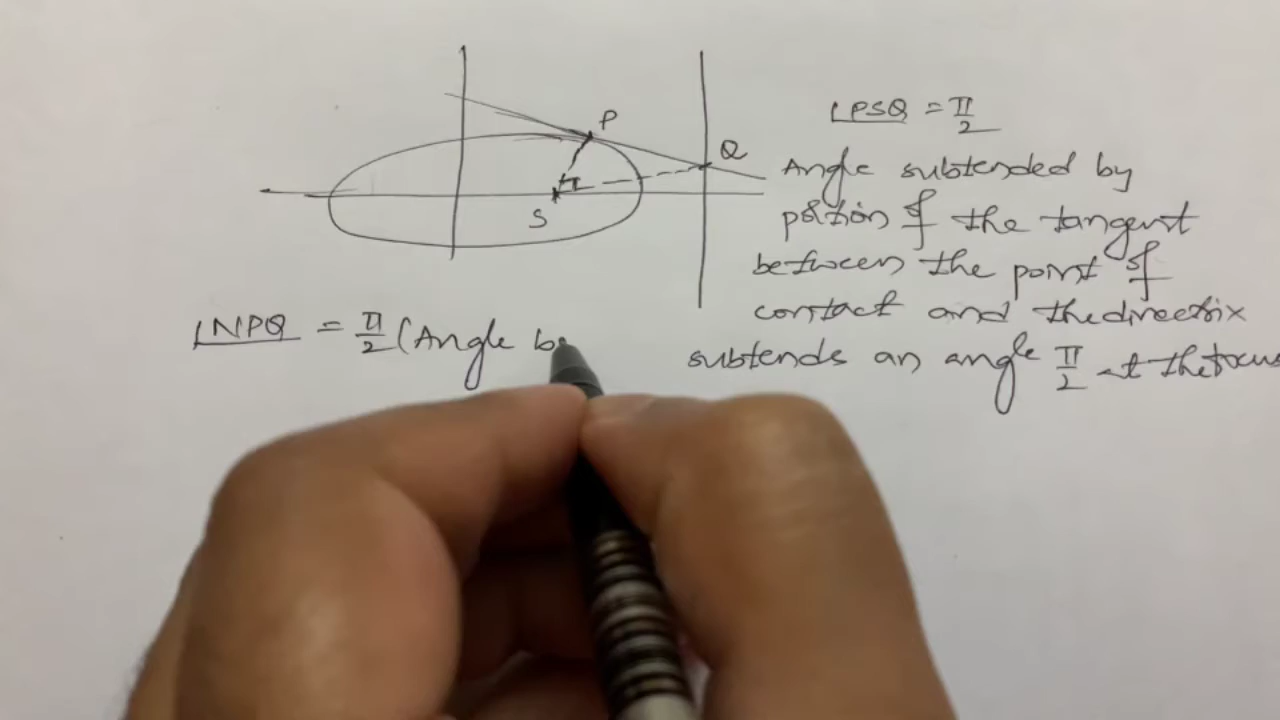 P
Q
S
∠PSQ = π/2
Angle subtended by
portion of the tangent
between the point of
contact and the directrix
subtends an angle π/2 at the focus
∠NPQ = π/2 (Angle b